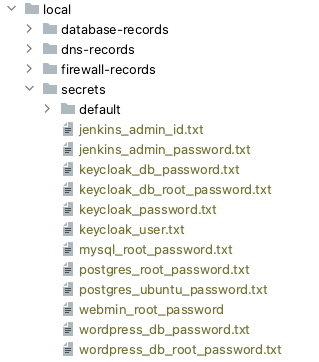 local
database-records
dns-records
firewall-records
secrets
default
jenkins_admin_id.txt
jenkins_admin_password.txt
keycloak_db_password.txt
keycloak_db_root_password.txt
keycloak_password.txt
keycloak_user.txt
mysql_root_password.txt
postgres_root_password.txt
postgres_ubuntu_password.txt
webmin_root_password
wordpress_db_password.txt
wordpress_db_root_password.txt